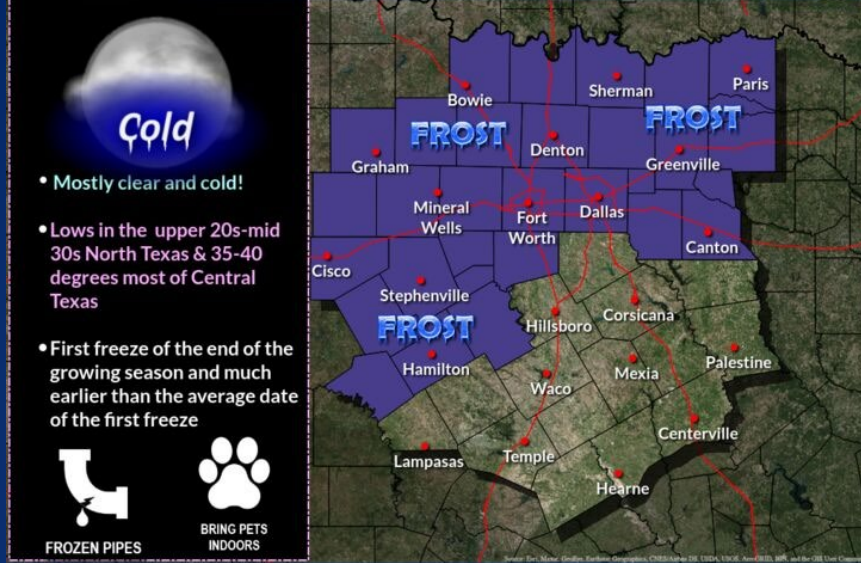 Cold
• Mostly clear and cold!
• Lows in the upper 20s-mid
30s North Texas & 35-40
degrees most of Central
Texas
• First freeze of the end of the
growing season and much
earlier than the average date
of the first freeze
FROZEN PIPES
BRING PETS
INDOORS
Bowie
Sherman
Paris
FROST
FROST
Graham
Denton
Greenville
Mineral
Wells
Fort
Worth
Dallas
Canton
Cisco
Stephenville
FROST
Hamilton
Hillsboro
Corsicana
Waco
Mexia
Palestine
Lampasas
Temple
Centerville
Hearne